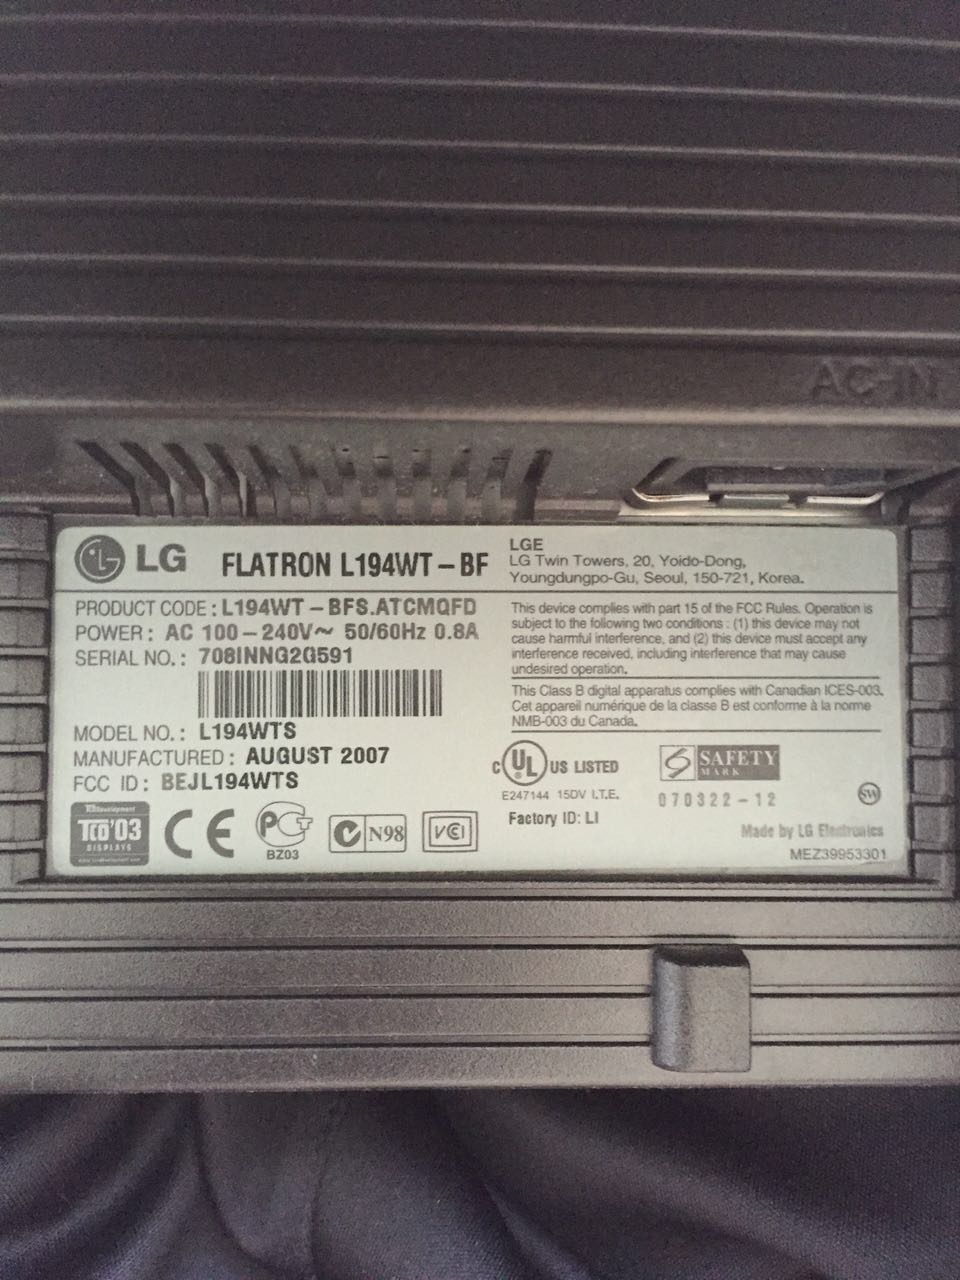 AC-IN
LG FLATRON L194WT-BF
PRODUCT CODE : L194WT-BFS.ATCMQFD
POWER : AC 100-240V~ 50/60Hz 0.8A
SERIAL NO. : 708INNG2G591
MODEL NO. : L194WTS
MANUFACTURED : AUGUST 2007
FCC ID : BEJL194WTS
TCO Development
TCO'03
DISPLAYS
CE
PCT
BZ03
N98
VCI
LGE
LG Twin Towers, 20, Yoido-Dong,
Youngdungpo-Gu, Seoul, 150-721, Korea.
This device complies with part 15 of the FCC Rules. Operation is
subject to the following two conditions : (1) this device may not
cause harmful interference, and (2) this device must accept any
interference received, including interference that may cause
undesired operation.
This Class B digital apparatus complies with Canadian ICES-003.
Cet appareil numérique de la classe B est conforme à la norme
NMB-003 du Canada.
C UL US LISTED
E247144 15DV I.T.E.
Factory ID: LI
SAFETY
MARK
070322-12
SW
Made by LG Electronics
MEZ39953301